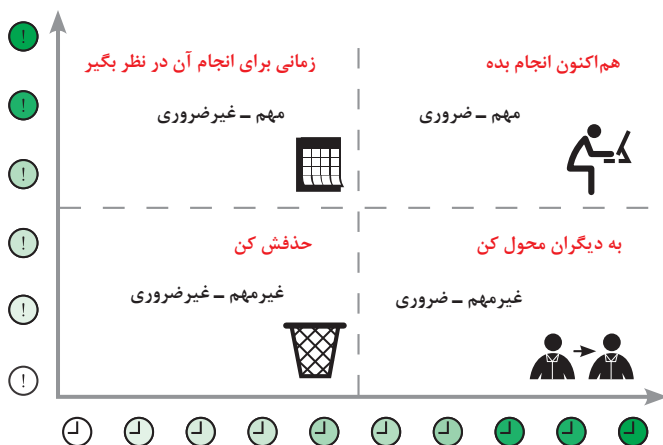 هم‌اکنون انجام بده
مهم ـ ضروری
زمانی برای انجام آن در نظر بگیر
مهم ـ غیرضروری
به دیگران محول کن
غیرمهم ـ ضروری
حذفش کن
غیرمهم ـ غیرضروری